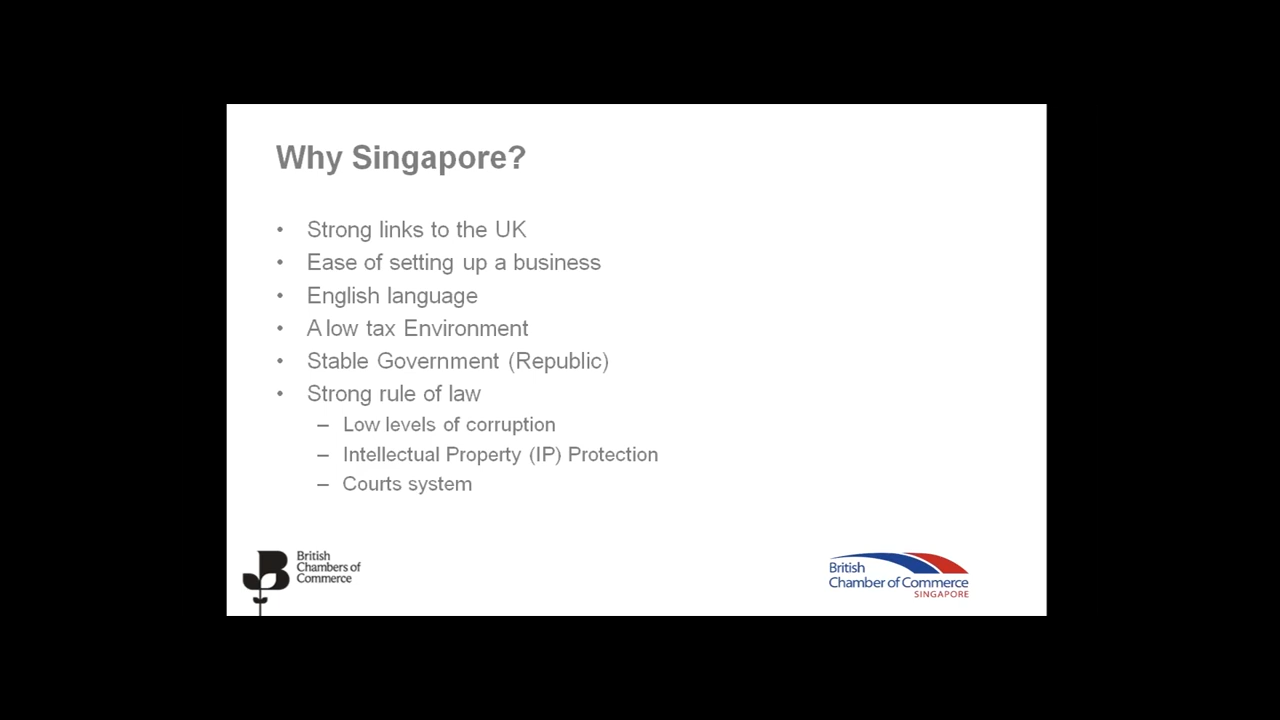 Why Singapore?
• Strong links to the UK
• Ease of setting up a business
• English language
• A low tax Environment
• Stable Government (Republic)
• Strong rule of law
– Low levels of corruption
– Intellectual Property (IP) Protection
– Courts system
British
Chambers of
Commerce
British
Chamber of Commerce
SINGAPORE